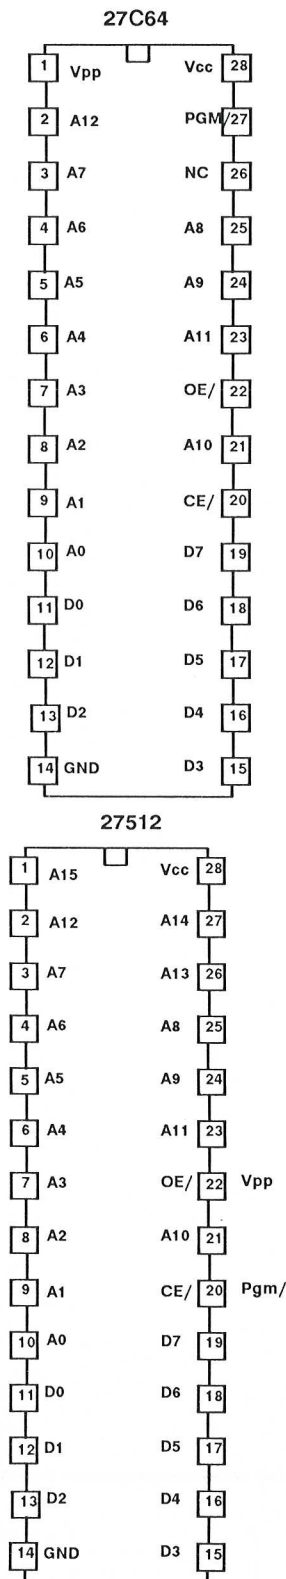 27C64
1 Vpp Vcc 28
2 A12 PGM/ 27
3 A7 NC 26
4 A6 A8 25
5 A5 A9 24
6 A4 A11 23
7 A3 OE/ 22
8 A2 A10 21
9 A1 CE/ 20
10 A0 D7 19
11 D0 D6 18
12 D1 D5 17
13 D2 D4 16
14 GND D3 15
27512
1 A15 Vcc 28
2 A12 A14 27
3 A7 A13 26
4 A6 A8 25
5 A5 A9 24
6 A4 A11 23
7 A3 OE/ 22 Vpp
8 A2 A10 21
9 A1 CE/ 20 Pgm/
10 A0 D7 19
11 D0 D6 18
12 D1 D5 17
13 D2 D4 16
14 GND D3 15